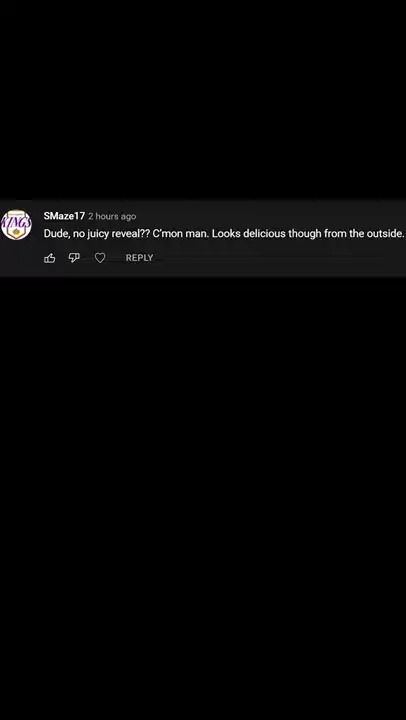 KINGS
SMaze17 2 hours ago
Dude, no juicy reveal?? C'mon man. Looks delicious though from the outside.
REPLY